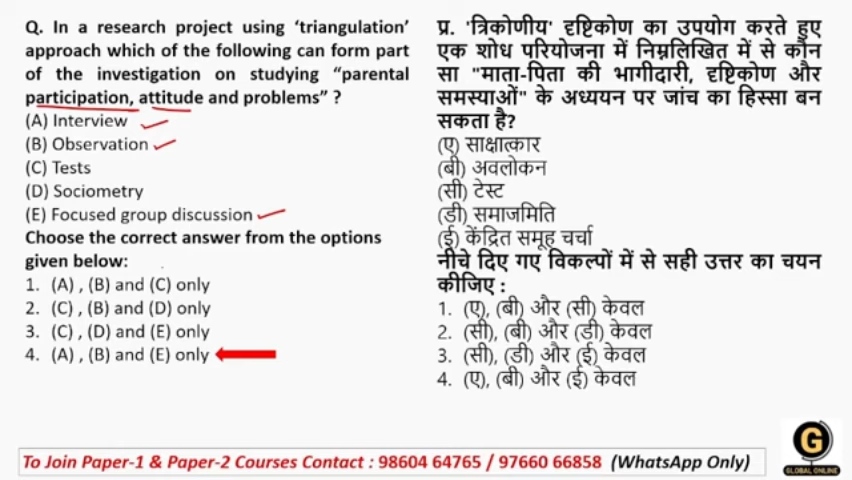 Q. In a research project using ‘triangulation’
approach which of the following can form part
of the investigation on studying “parental
participation, attitude and problems” ?
(A) Interview
(B) Observation
(C) Tests
(D) Sociometry
(E) Focused group discussion
Choose the correct answer from the options
given below:
1. (A) , (B) and (C) only
2. (C) , (B) and (D) only
3. (C) , (D) and (E) only
4. (A) , (B) and (E) only
प्र. 'त्रिकोणीय' दृष्टिकोण का उपयोग करते हुए
एक शोध परियोजना में निम्नलिखित में से कौन
सा "माता-पिता की भागीदारी, दृष्टिकोण और
समस्याओं" के अध्ययन पर जांच का हिस्सा बन
सकता है?
(ए) साक्षात्कार
(बी) अवलोकन
(सी) टेस्ट
(डी) समाजमिति
(ई) केंद्रित समूह चर्चा
नीचे दिए गए विकल्पों में से सही उत्तर का चयन
कीजिए :
1. (ए), (बी) और (सी) केवल
2. (सी), (बी) और (डी) केवल
3. (सी), (डी) और (ई) केवल
4. (ए), (बी) और (ई) केवल
G
GLOBAL ONLINE
To Join Paper-1 & Paper-2 Courses Contact : 98604 64765 / 97660 66858 (WhatsApp Only)